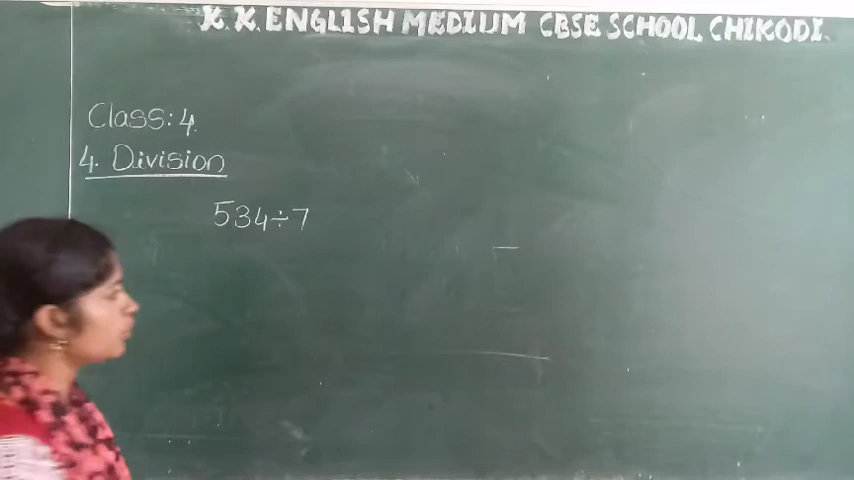 K.K.ENGLISH MEDIUM CBSE SCHOOL CHIKODI.
Class: 4.
4. Division
534÷7